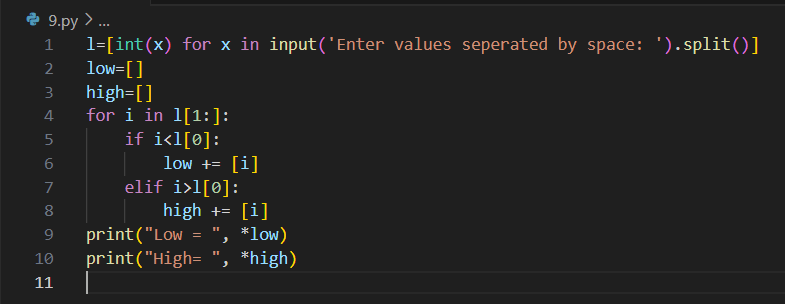 9.py > ...
1 l=[int(x) for x in input('Enter values seperated by space: ').split()]
2 low=[]
3 high=[]
4 for i in l[1:]:
5     if i<l[0]:
6         low += [i]
7     elif i>l[0]:
8         high += [i]
9 print("Low = ", *low)
10 print("High= ", *high)
11